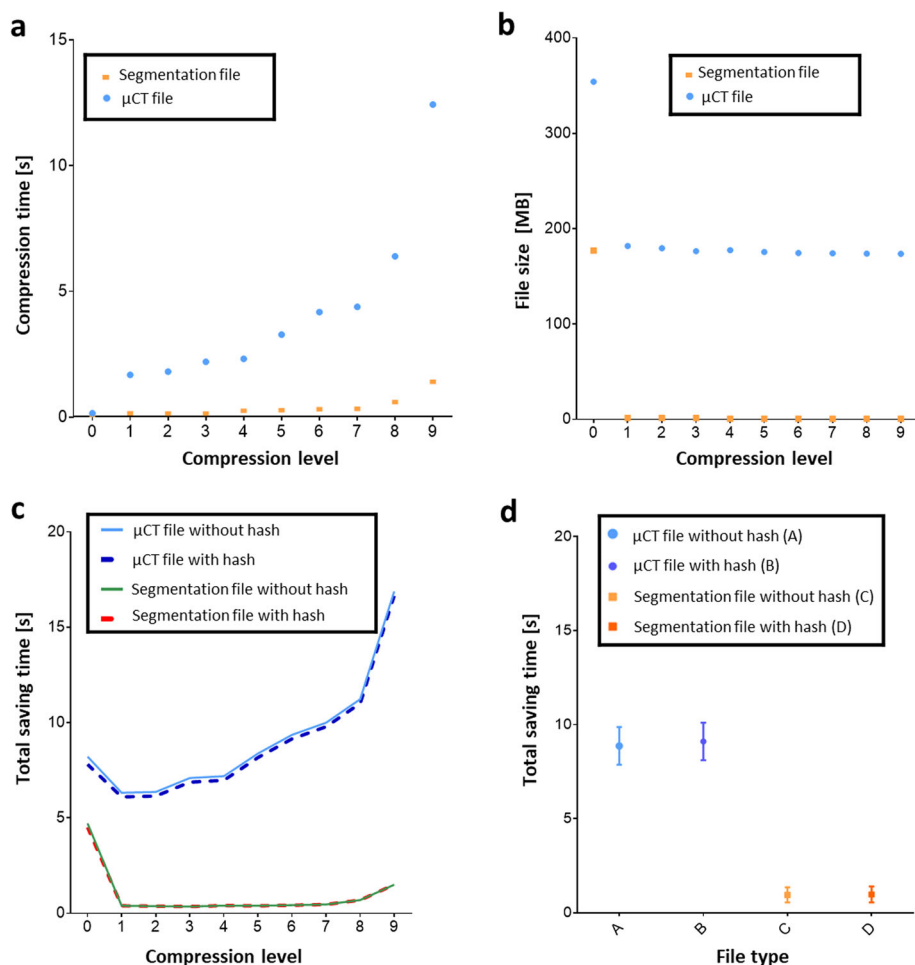 a
15
10
5
0
Compression time [s]
Segmentation file
µCT file
0 1 2 3 4 5 6 7 8 9
Compression level
b
400
300
200
100
0
File size [MB]
Segmentation file
µCT file
0 1 2 3 4 5 6 7 8 9
Compression level
c
20
15
10
5
0
Total saving time [s]
µCT file without hash
µCT file with hash
Segmentation file without hash
Segmentation file with hash
0 1 2 3 4 5 6 7 8 9
Compression level
d
20
15
10
5
0
Total saving time [s]
µCT file without hash (A)
µCT file with hash (B)
Segmentation file without hash (C)
Segmentation file with hash (D)
A B C D
File type